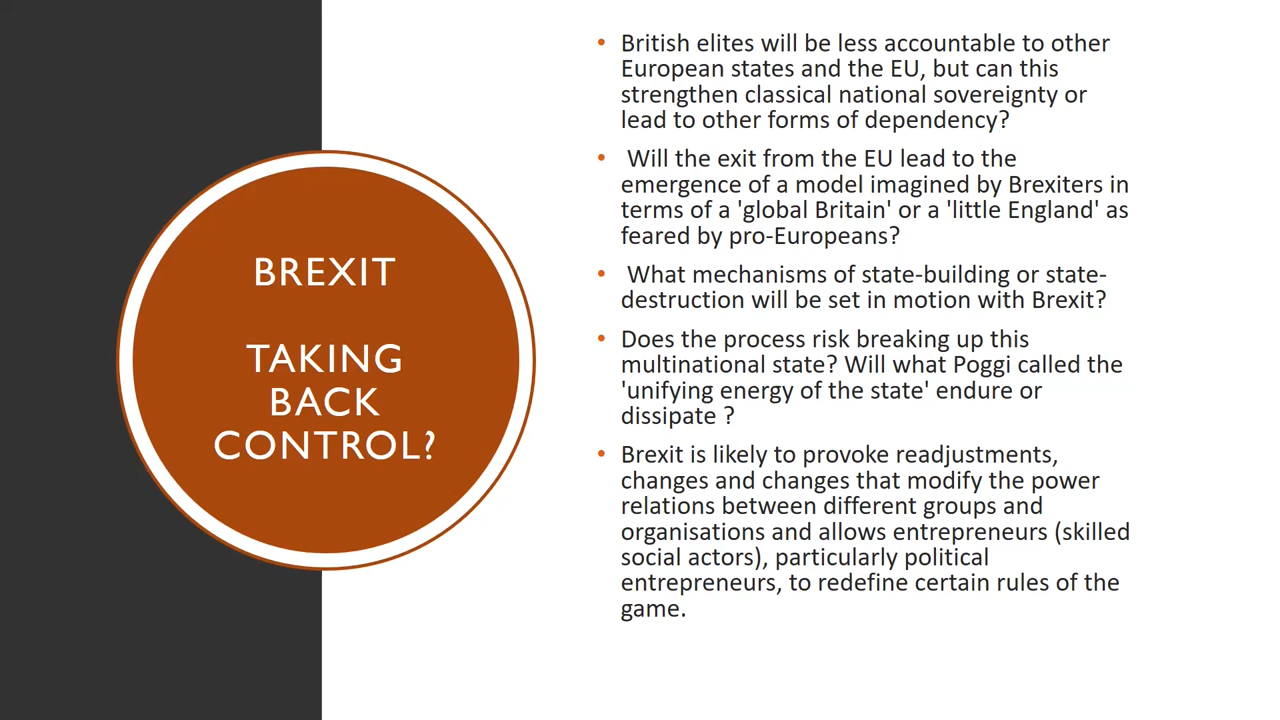 BREXIT
TAKING
BACK
CONTROL?
• British elites will be less accountable to other
European states and the EU, but can this
strengthen classical national sovereignty or
lead to other forms of dependency?
• Will the exit from the EU lead to the
emergence of a model imagined by Brexiters in
terms of a 'global Britain' or a 'little England' as
feared by pro-Europeans?
• What mechanisms of state-building or state-
destruction will be set in motion with Brexit?
• Does the process risk breaking up this
multinational state? Will what Poggi called the
'unifying energy of the state' endure or
dissipate ?
• Brexit is likely to provoke readjustments,
changes and changes that modify the power
relations between different groups and
organisations and allows entrepreneurs (skilled
social actors), particularly political
entrepreneurs, to redefine certain rules of the
game.